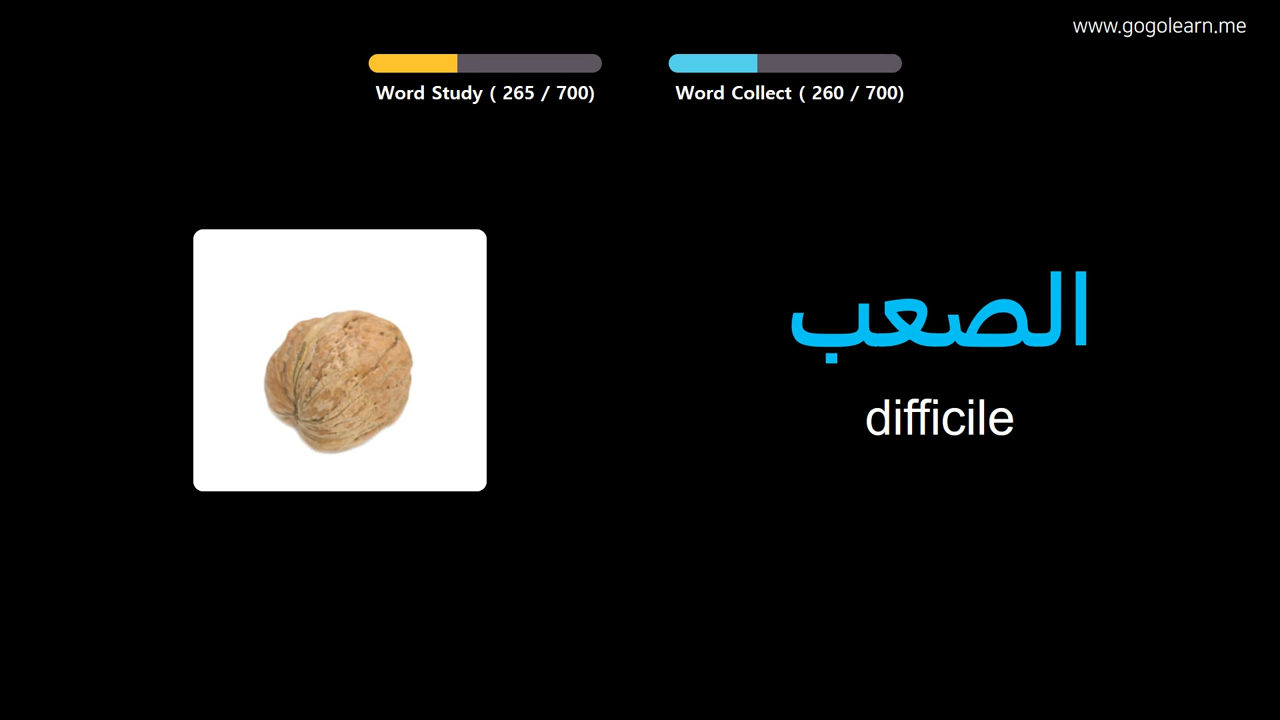 www.gogolearn.me
Word Study ( 265 / 700)
Word Collect ( 260 / 700)
الصعب
difficile